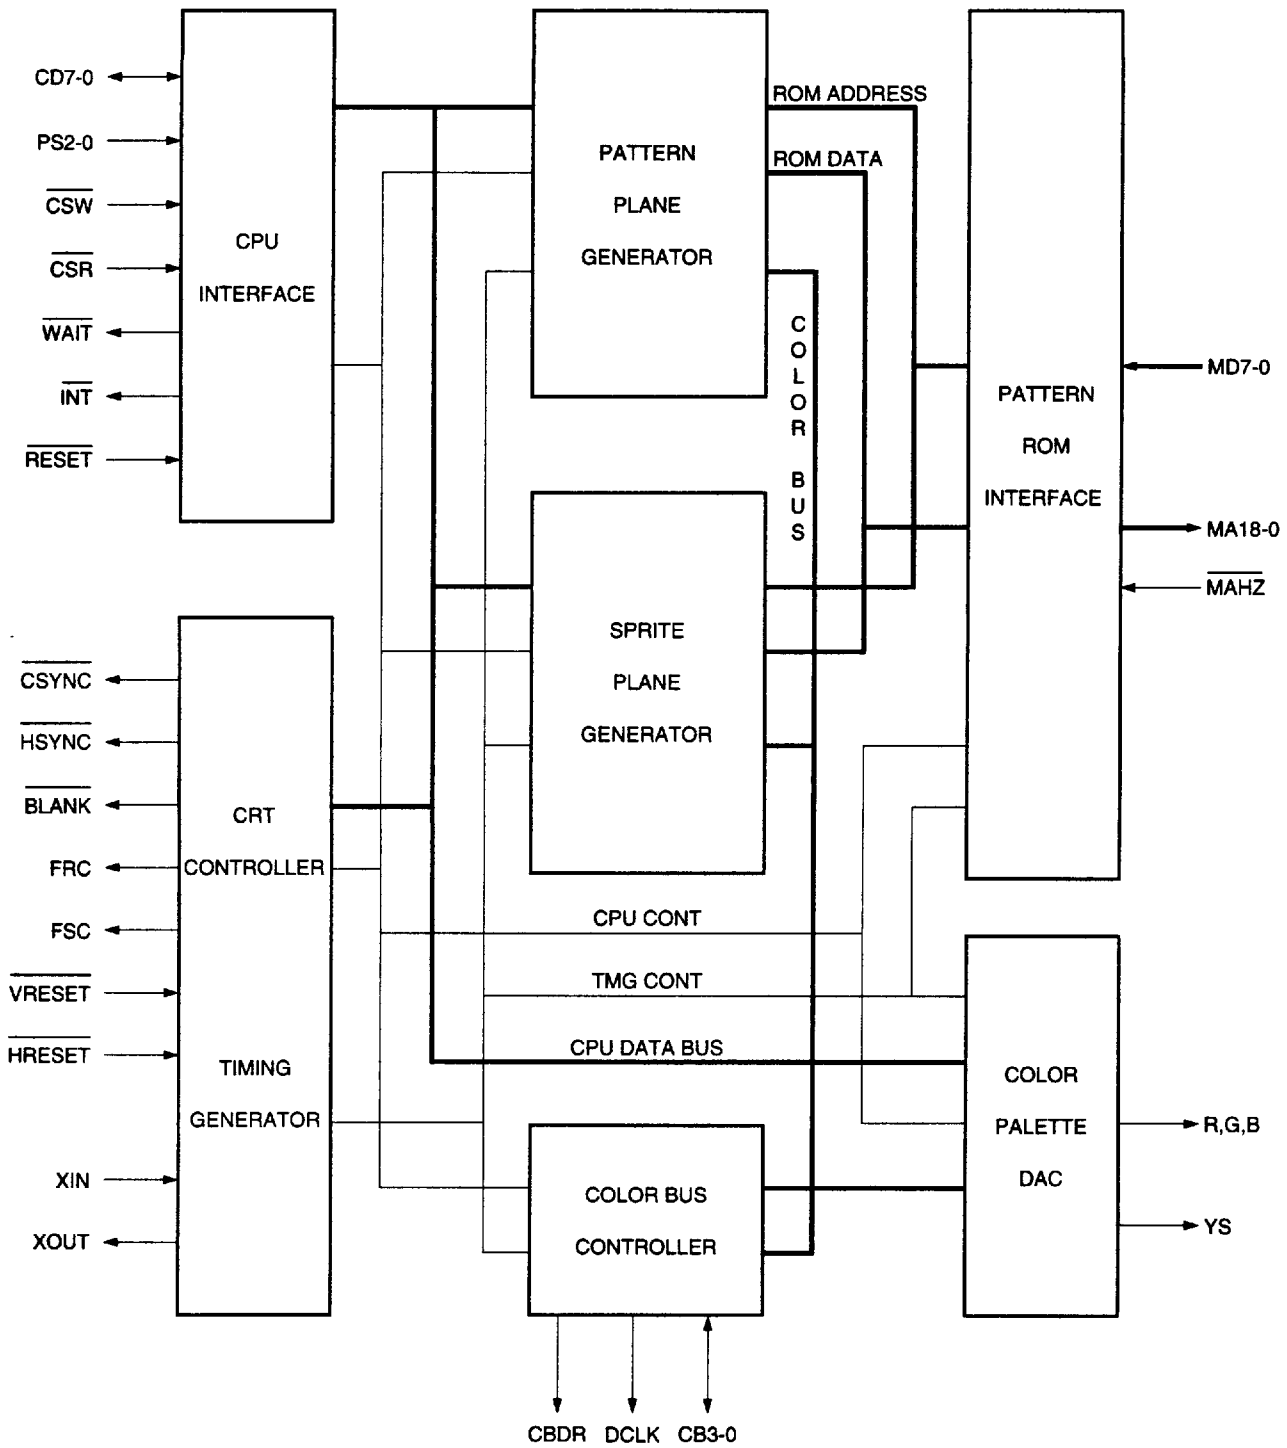 CD7-0
PS2-0
CSW
CSR
WAIT
INT
RESET
CPU
INTERFACE
PATTERN
PLANE
GENERATOR
ROM ADDRESS
ROM DATA
COLOR BUS
PATTERN
ROM
INTERFACE
MD7-0
MA18-0
MAHZ
SPRITE
PLANE
GENERATOR
CSYNC
HSYNC
BLANK
FRC
FSC
VRESET
HRESET
XIN
XOUT
CRT
CONTROLLER
TIMING
GENERATOR
CPU CONT
TMG CONT
CPU DATA BUS
COLOR
PALETTE
DAC
R,G,B
YS
COLOR BUS
CONTROLLER
CBDR DCLK CB3-0